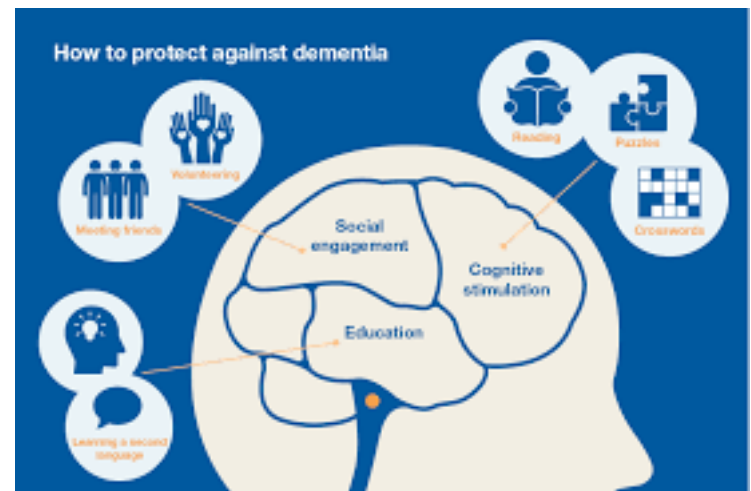 How to protect against dementia
Volunteering
Meeting friends
Reading
Puzzles
Crosswords
Social
engagement
Cognitive
stimulation
Education
Learning a second
language